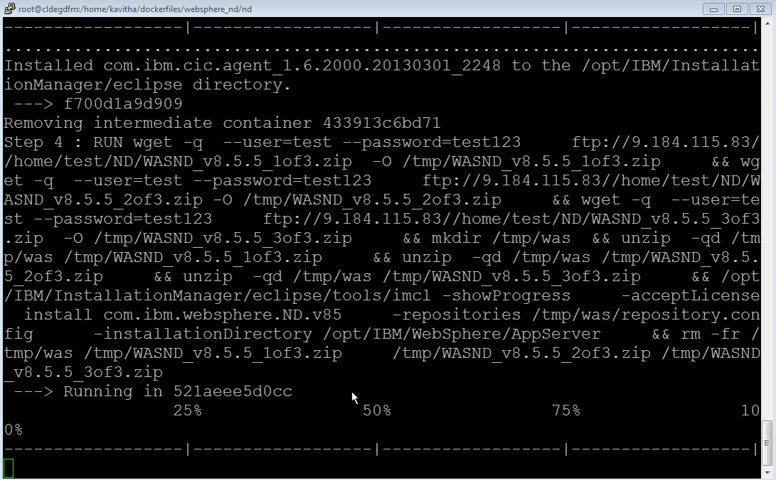 root@cldegdfm:/home/kavitha/dockerfiles/websphere_nd/nd
------------------|------------------|------------------|------------------|
............................................................................
Installed com.ibm.cic.agent_1.6.2000.20130301_2248 to the /opt/IBM/Installat
ionManager/eclipse directory.
 ---> f700d1a9d909
Removing intermediate container 433913c6bd71
Step 4 : RUN wget -q  --user=test --password=test123     ftp://9.184.115.83/
/home/test/ND/WASND_v8.5.5_1of3.zip  -O /tmp/WASND_v8.5.5_1of3.zip     && wg
et -q  --user=test --password=test123     ftp://9.184.115.83//home/test/ND/W
ASND_v8.5.5_2of3.zip -O /tmp/WASND_v8.5.5_2of3.zip     && wget -q --user=te
st --password=test123     ftp://9.184.115.83//home/test/ND/WASND_v8.5.5_3of3
.zip  -O /tmp/WASND_v8.5.5_3of3.zip     && mkdir /tmp/was  && unzip  -qd /tm
p/was /tmp/WASND_v8.5.5_1of3.zip     && unzip  -qd /tmp/was /tmp/WASND_v8.5.
5_2of3.zip     && unzip  -qd /tmp/was /tmp/WASND_v8.5.5_3of3.zip     && /opt
/IBM/InstallationManager/eclipse/tools/imcl -showProgress     -acceptLicense
  install com.ibm.websphere.ND.v85     -repositories /tmp/was/repository.con
fig      -installationDirectory /opt/IBM/WebSphere/AppServer     && rm -fr /
tmp/was /tmp/WASND_v8.5.5_1of3.zip     /tmp/WASND_v8.5.5_2of3.zip /tmp/WASND
_v8.5.5_3of3.zip
 ---> Running in 521aeee5d0cc
                 25%                50%                75%                10
0%
------------------|------------------|------------------|------------------|